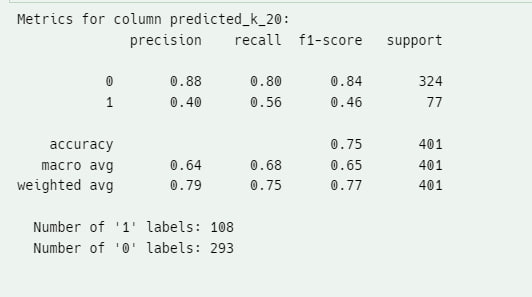 Metrics for column predicted_k_20:
precision recall f1-score support
0 0.88 0.80 0.84 324
1 0.40 0.56 0.46 77
accuracy 0.75 401
macro avg 0.64 0.68 0.65 401
weighted avg 0.79 0.75 0.77 401
Number of '1' labels: 108
Number of '0' labels: 293